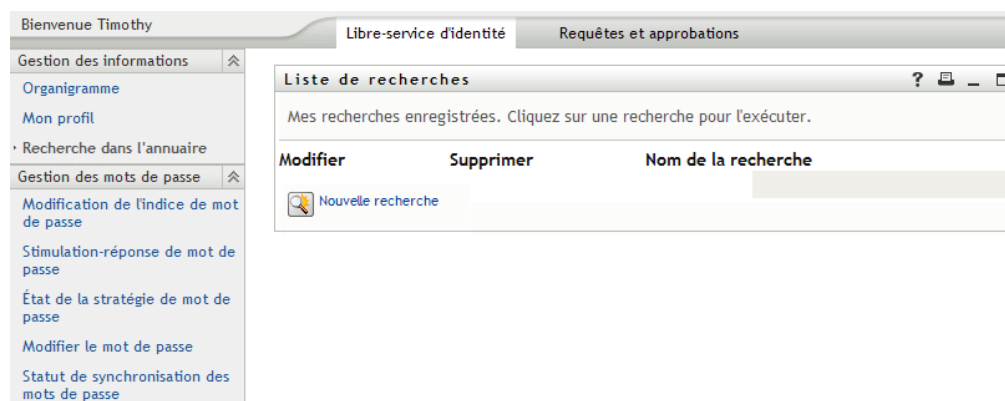 Bienvenue Timothy
Libre-service d'identité
Requêtes et approbations
Gestion des informations
Organigramme
Mon profil
Recherche dans l'annuaire
Gestion des mots de passe
Modification de l'indice de mot
de passe
Stimulation-réponse de mot de
passe
État de la stratégie de mot de
passe
Modifier le mot de passe
Statut de synchronisation des
mots de passe
Liste de recherches
?
Mes recherches enregistrées. Cliquez sur une recherche pour l'exécuter.
Modifier Supprimer Nom de la recherche
Nouvelle recherche